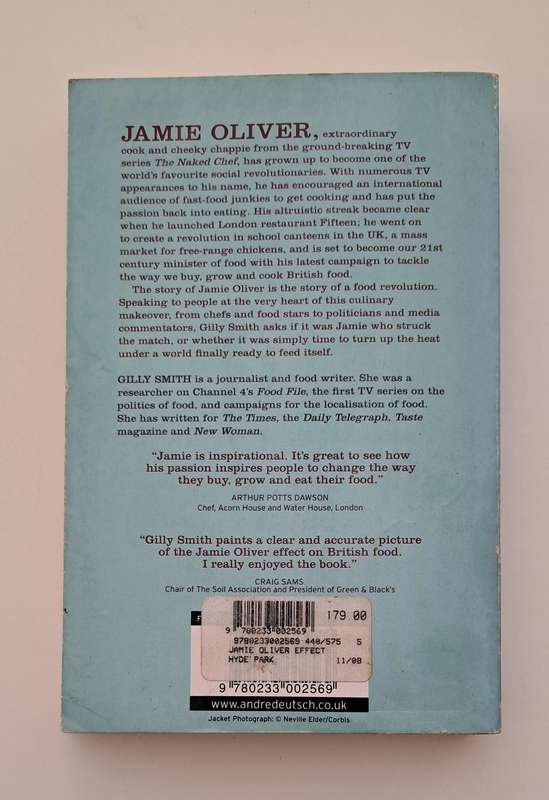 JAMIE OLIVER, extraordinary
cook and cheeky chappie from the ground-breaking TV
series The Naked Chef, has grown up to become one of the
world's favourite social revolutionaries. With numerous TV
appearances to his name, he has encouraged an international
audience of fast-food junkies to get cooking and has put the
passion back into eating. His altruistic streak became clear
when he launched London restaurant Fifteen; he went on
to create a revolution in school canteens in the UK, a mass
market for free-range chickens, and is set to become our 21st
century minister of food with his latest campaign to tackle
the way we buy, grow and cook British food.
The story of Jamie Oliver is the story of a food revolution.
Speaking to people at the very heart of this culinary
makeover, from chefs and food stars to politicians and media
commentators, Gilly Smith asks if it was Jamie who struck
the match, or whether it was simply time to turn up the heat
under a world finally ready to feed itself.
GILLY SMITH is a journalist and food writer. She was a
researcher on Channel 4's Food File, the first TV series on the
politics of food, and campaigns for the localisation of food.
She has written for The Times, the Daily Telegraph, Taste
magazine and New Woman.
"Jamie is inspirational. It's great to see how
his passion inspires people to change the way
they buy, grow and eat their food."
ARTHUR POTTS DAWSON
Chef, Acorn House and Water House, London
"Gilly Smith paints a clear and accurate picture
of the Jamie Oliver effect on British food.
I really enjoyed the book."
CRAIG SAMS
Chair of The Soil Association and President of Green & Black's
179.00
9 780233 002569
9780233002569 440/575 5
JAMIE OLIVER EFFECT
HYDE PARK 11/08
9 780233 002569
www.andredeutsch.co.uk
Jacket Photograph: © Neville Elder/Corbis